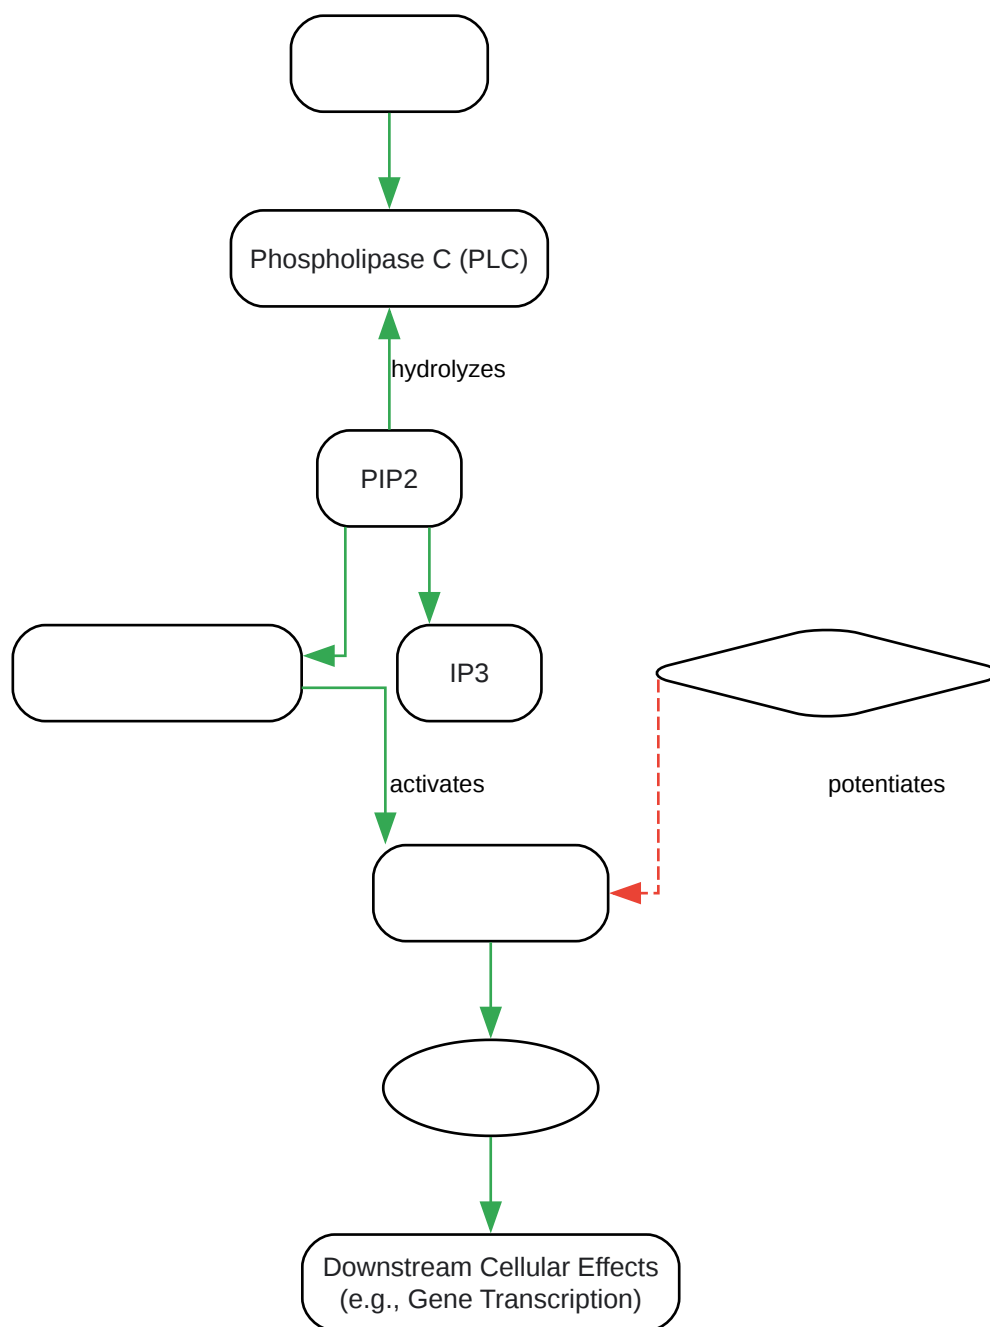 Phospholipase C (PLC)
hydrolyzes
PIP2
IP3
activates
potentiates
Downstream Cellular Effects
(e.g., Gene Transcription)